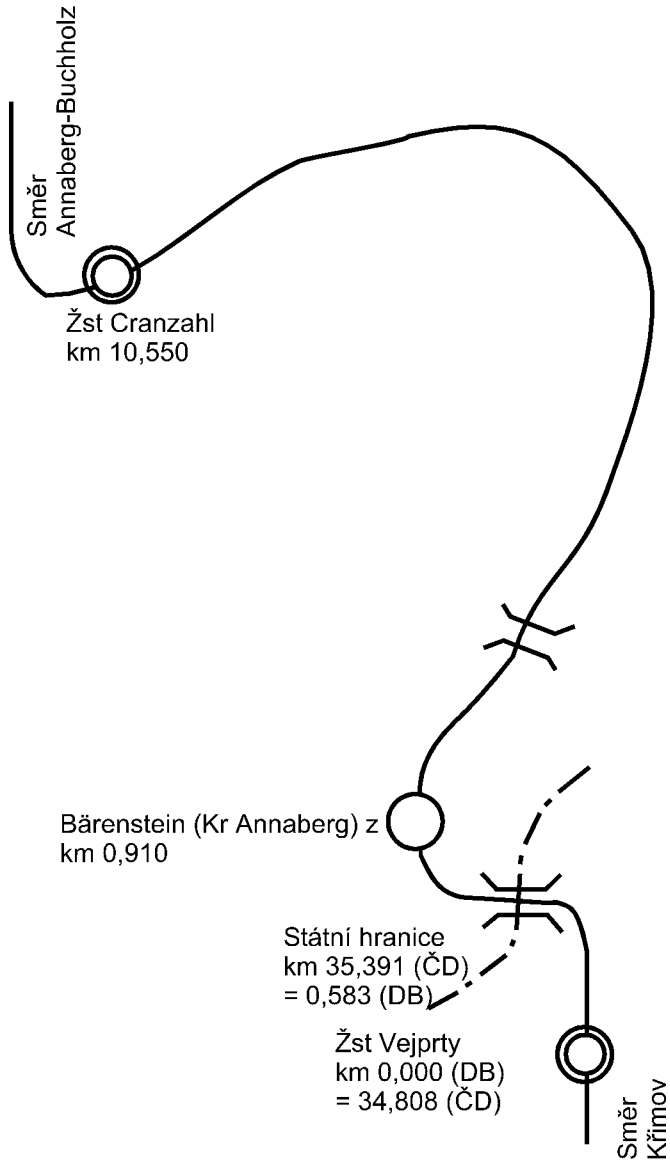 Směr
Annaberg-Buchholz
Žst Cranzahl
km 10,550
Bärenstein (Kr Annaberg) z
km 0,910
Státní hranice
km 35,391 (ČD)
= 0,583 (DB)
Žst Vejprty
km 0,000 (DB)
= 34,808 (ČD)
Směr
Křimov